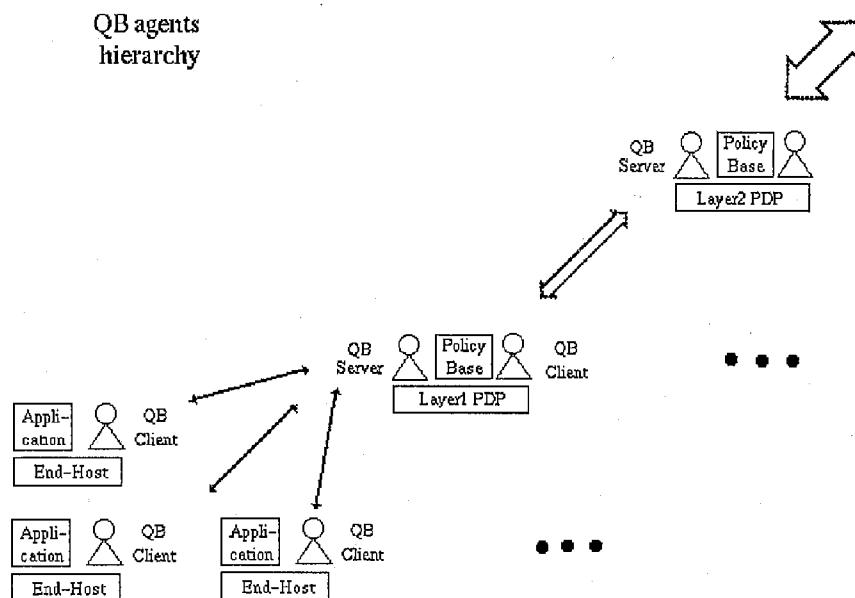 QB agents
hierarchy
QB
Server
Policy
Base
Layer2 PDP
QB
Server
Policy
Base
QB
Client
Layer1 PDP
Appli-
cation
QB
Client
End-Host
Appli-
cation
QB
Client
End-Host
Appli-
cation
QB
Client
End-Host